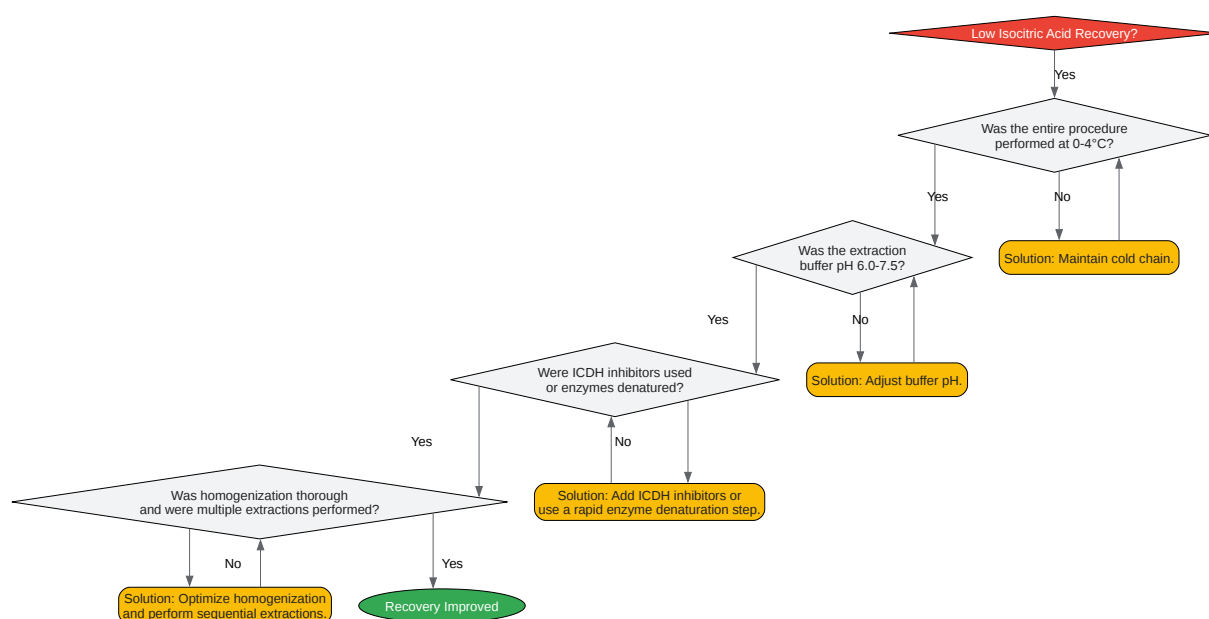 Low Isocitric Acid Recovery?
Yes
Was the entire procedure
performed at 0-4°C?
Yes
No
Was the extraction
buffer pH 6.0-7.5?
Solution: Maintain cold chain.
Yes
No
Were ICDH inhibitors used
or enzymes denatured?
Solution: Adjust buffer pH.
Yes
No
Was homogenization thorough
and were multiple extractions performed?
Solution: Add ICDH inhibitors or
use a rapid enzyme denaturation step.
No
Yes
Solution: Optimize homogenization
and perform sequential extractions.
Recovery Improved